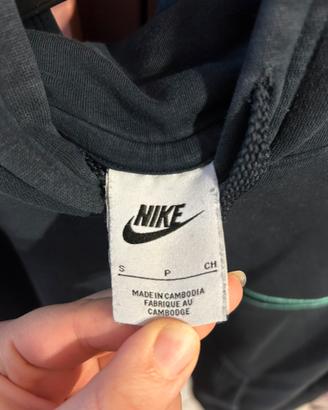 NIKE
S P CH
MADE IN CAMBODIA
FABRIQUE AU
CAMBODGE